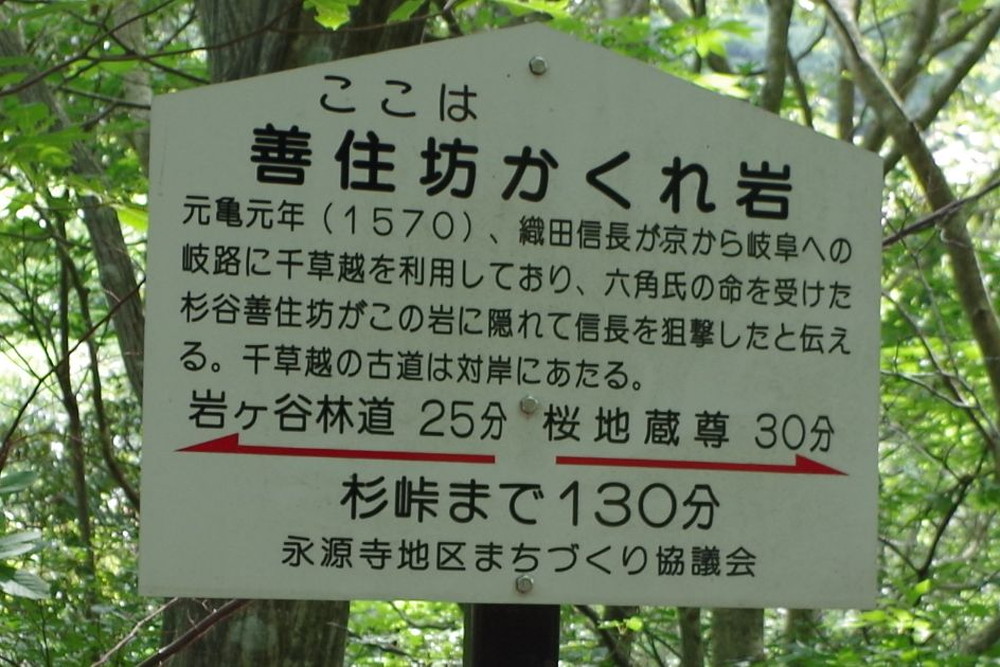 ここは
善住坊かくれ岩
元亀元年（１５７０）、織田信長が京から岐阜への
岐路に千草越を利用しており、六角氏の命を受けた
杉谷善住坊がこの岩に隠れて信長を狙撃したと伝え
る。千草越の古道は対岸にあたる。
岩ヶ谷林道 25分 桜地蔵尊 30分
杉峠まで130分
永源寺地区まちづくり協議会